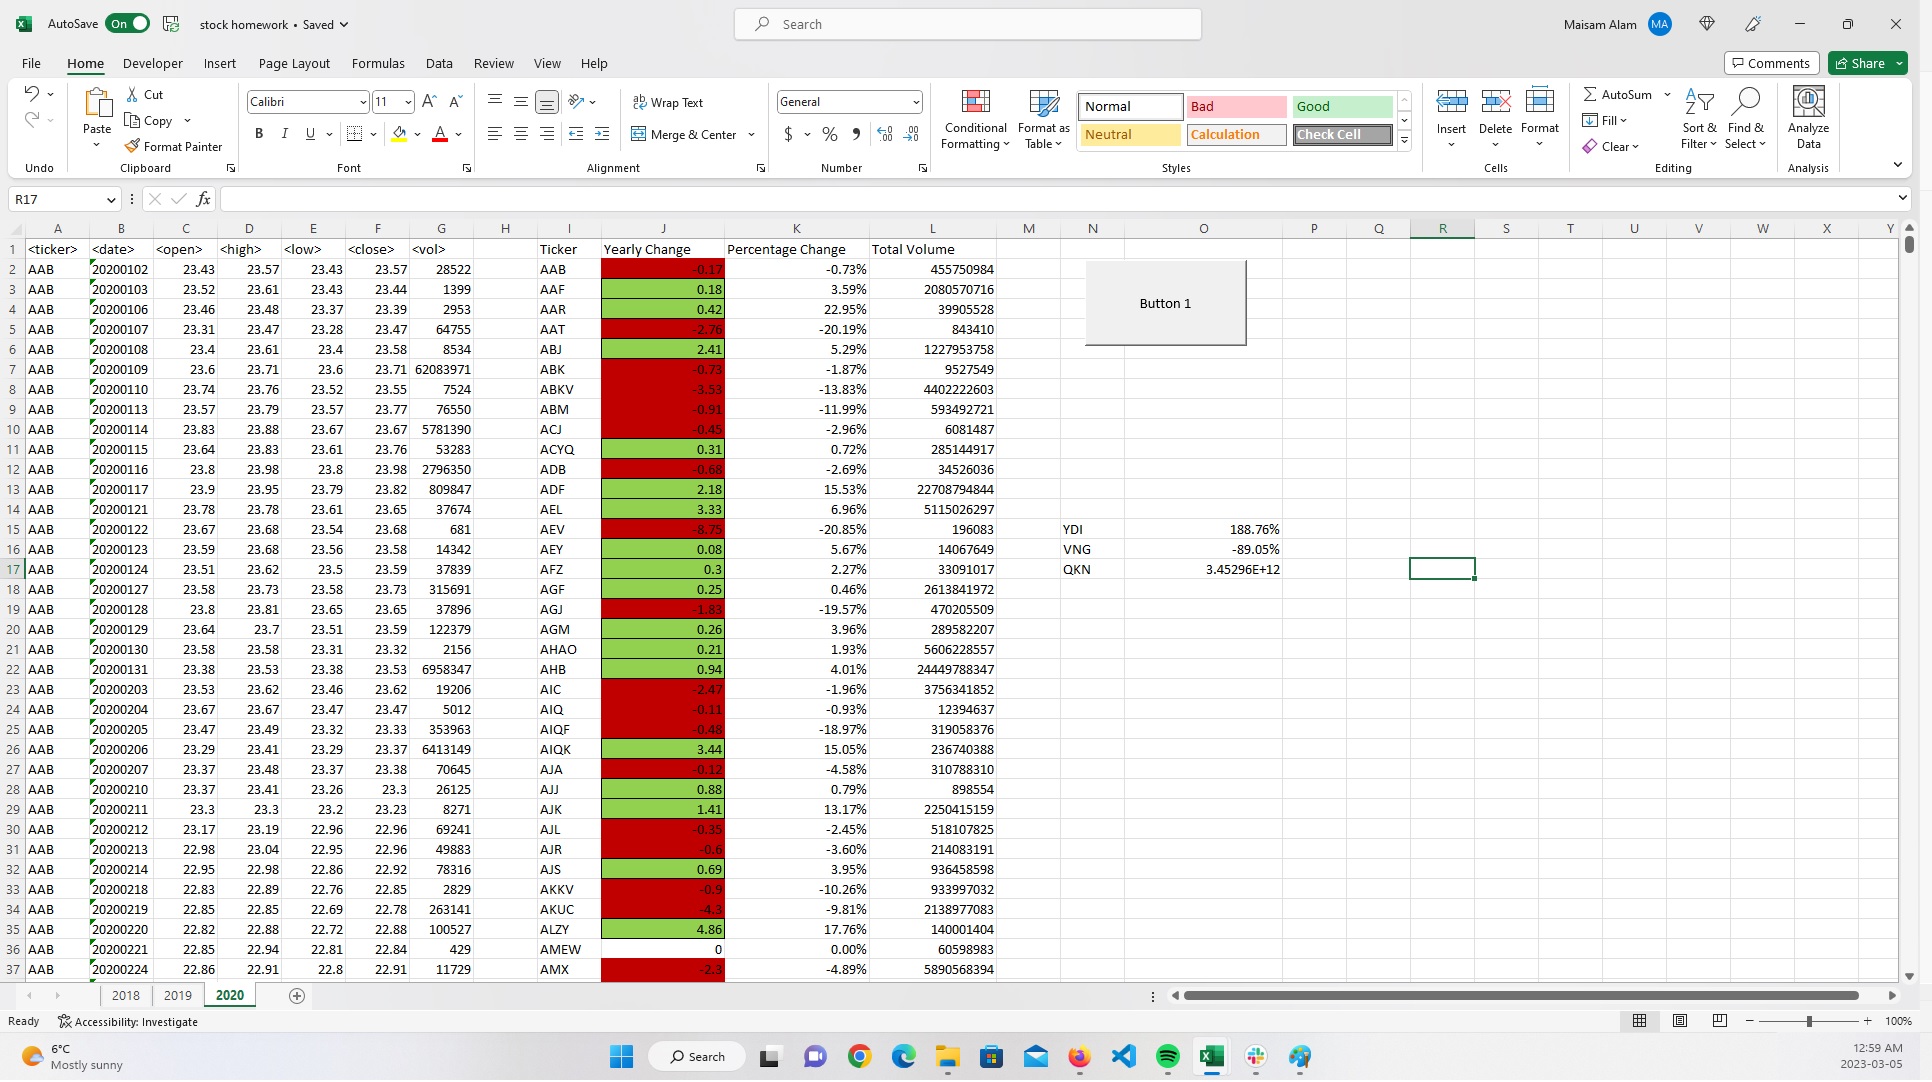 AutoSave On stock homework • Saved Search Maisam Alam MA
File Home Developer Insert Page Layout Formulas Data Review View Help Comments Share
Cut Calibri 11 Wrap Text General Normal Bad Good AutoSum
Paste Copy Conditional Formatting Format as Table Insert Delete Format Fill Sort & Filter Find & Select Analyze Data
Format Painter B I U Merge & Center $ % Neutral Calculation Check Cell Clear
Undo Clipboard Font Alignment Number Styles Cells Editing Analysis
R17 fx
A B C D E F G H I J K L M N O P Q R S T U V W X Y
1 <ticker> <date> <open> <high> <low> <close> <vol> Ticker Yearly Change Percentage Change Total Volume
2 AAB 20200102 23.43 23.57 23.43 23.57 28522 AAB -0.17 -0.73% 455750984
3 AAB 20200103 23.52 23.61 23.43 23.44 1399 AAF 0.18 3.59% 2080570716
Button 1
4 AAB 20200106 23.46 23.48 23.37 23.39 2953 AAR 0.42 22.95% 39905528
5 AAB 20200107 23.31 23.47 23.28 23.47 64755 AAT -2.76 -20.19% 843410
6 AAB 20200108 23.4 23.61 23.4 23.58 8534 ABJ 2.41 5.29% 1227953758
7 AAB 20200109 23.6 23.71 23.6 23.71 62083971 ABK -0.73 -1.87% 9527549
8 AAB 20200110 23.74 23.76 23.52 23.55 7524 ABKV -3.53 -13.83% 4402222603
9 AAB 20200113 23.57 23.79 23.57 23.77 76550 ABM -0.91 -11.99% 593492721
10 AAB 20200114 23.83 23.88 23.67 23.67 5781390 ACJ -0.45 -2.96% 6081487
11 AAB 20200115 23.64 23.83 23.61 23.76 53283 ACYQ 0.31 0.72% 285144917
12 AAB 20200116 23.8 23.98 23.8 23.98 2796350 ADB -0.68 -2.69% 34526036
13 AAB 20200117 23.9 23.95 23.79 23.82 809847 ADF 2.18 15.53% 22708794844
14 AAB 20200121 23.78 23.78 23.61 23.65 37674 AEL 3.33 6.96% 5115026297
15 AAB 20200122 23.67 23.68 23.54 23.68 681 AEV -8.75 -20.85% 196083 YDI 188.76%
16 AAB 20200123 23.59 23.68 23.56 23.58 14342 AEY 0.08 5.67% 14067649 VNG -89.05%
17 AAB 20200124 23.51 23.62 23.5 23.59 37839 AFZ 0.3 2.27% 33091017 QKN 3.45296E+12
18 AAB 20200127 23.58 23.73 23.58 23.73 315691 AGF 0.25 0.46% 2613841972
19 AAB 20200128 23.8 23.81 23.65 23.65 37896 AGJ -1.83 -19.57% 470205509
20 AAB 20200129 23.64 23.7 23.51 23.59 122379 AGM 0.26 3.96% 289582207
21 AAB 20200130 23.58 23.58 23.31 23.32 2156 AHAO 0.21 1.93% 5606228557
22 AAB 20200131 23.38 23.53 23.38 23.53 6958347 AHB 0.94 4.01% 24449788347
23 AAB 20200203 23.53 23.62 23.46 23.62 19206 AIC -2.47 -1.96% 3756341852
24 AAB 20200204 23.67 23.67 23.47 23.47 5012 AIQ -0.11 -0.93% 12394637
25 AAB 20200205 23.47 23.49 23.32 23.33 353963 AIQF -0.48 -18.97% 319058376
26 AAB 20200206 23.29 23.41 23.29 23.37 6413149 AIQK 3.44 15.05% 236740388
27 AAB 20200207 23.37 23.48 23.37 23.38 70645 AJA -0.12 -4.58% 310788310
28 AAB 20200210 23.37 23.41 23.26 23.3 26125 AJJ 0.88 0.79% 898554
29 AAB 20200211 23.3 23.3 23.2 23.23 8271 AJK 1.41 13.17% 2250415159
30 AAB 20200212 23.17 23.19 22.96 22.96 69241 AJL -0.35 -2.45% 518107825
31 AAB 20200213 22.98 23.04 22.95 22.96 49883 AJR -0.6 -3.60% 214083191
32 AAB 20200214 22.95 22.98 22.86 22.92 78316 AJS 0.69 3.95% 936458598
33 AAB 20200218 22.83 22.89 22.76 22.85 2829 AKKV -0.9 -10.26% 933997032
34 AAB 20200219 22.85 22.85 22.69 22.78 263141 AKUC -4.3 -9.81% 2138977083
35 AAB 20200220 22.82 22.88 22.72 22.88 100527 ALZY 4.86 17.76% 140001404
36 AAB 20200221 22.85 22.94 22.81 22.84 429 AMEW 0 0.00% 60598983
37 AAB 20200224 22.86 22.91 22.8 22.91 11729 AMX -2.3 -4.89% 5890568394
2018 2019 2020
Ready Accessibility: Investigate 100%
6°C
Mostly sunny
Search
12:59 AM
2023-03-05